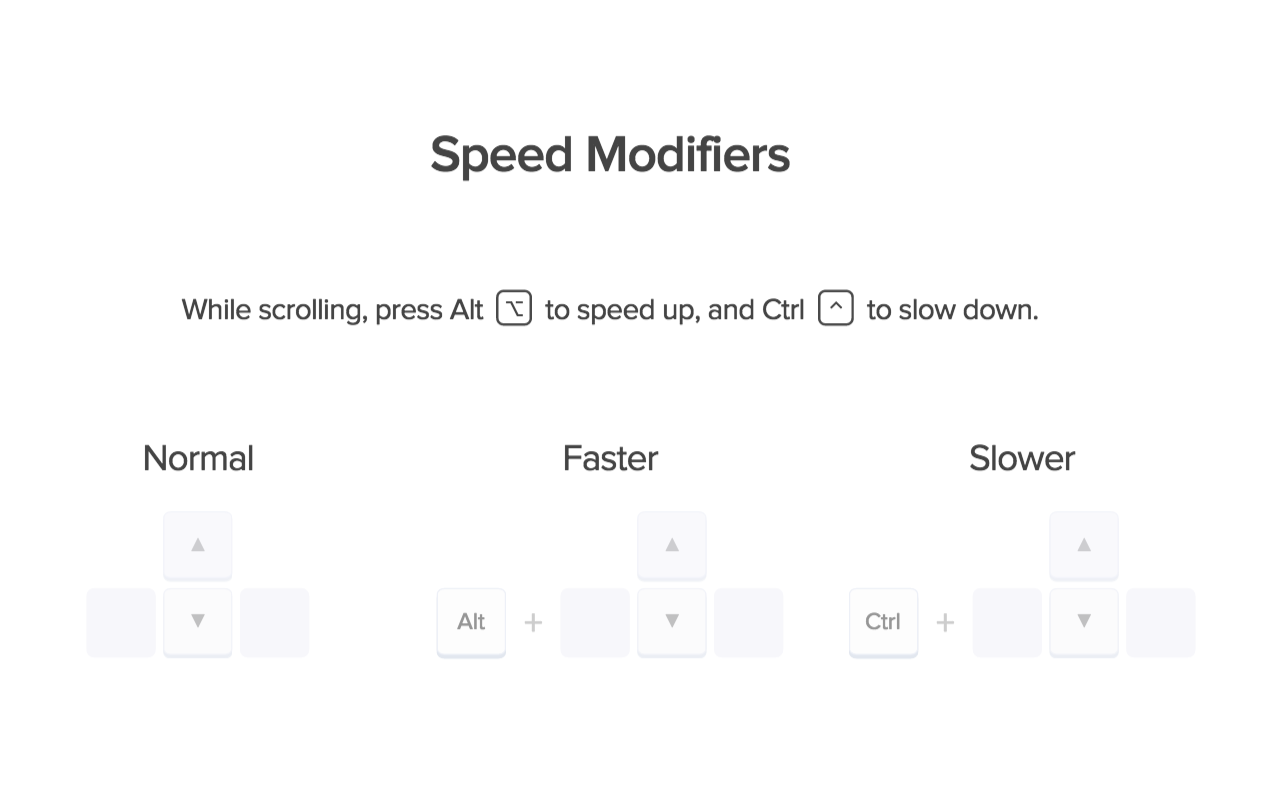 Speed Modifiers
While scrolling, press Alt ⌥ to speed up, and Ctrl ^ to slow down.
Normal
Faster
Slower
▲
▲
▲
▼
Alt + ▼
Ctrl + ▼